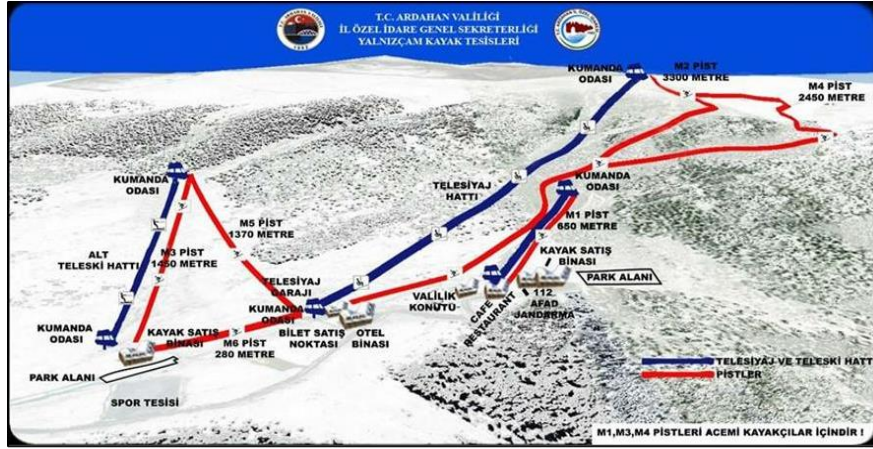 T.C. ARDAHAN VALİLİĞİ
İL ÖZEL İDARE GENEL SEKRETERLİĞİ
YALNIZÇAM KAYAK TESİSLERİ
KUMANDA
ODASI
M2 PİST
3300 METRE
M4 PİST
2450 METRE
KUMANDA
ODASI
KUMANDA
ODASI
TELESİYAJ
HATTI
M5 PİST
1370 METRE
M1 PİST
650 METRE
ALT
TELESKİ HATTI
M3 PİST
1450 METRE
KAYAK SATIŞ
BİNASI
PARK ALANI
TELESİYAJ
GARAJI
KUMANDA
ODASI
VALİLİK
KONUTU
CAFE
RESTAURANT
112
AFAD
JANDARMA
KUMANDA
ODASI
KAYAK SATIŞ
BİNASI
M6 PİST
280 METRE
BİLET SATIŞ
NOKTASI
OTEL
BİNASI
PARK ALANI
SPOR TESİSİ
TELESİYAJ VE TELESKİ HATT
PİSTLER
M1,M3,M4 PİSTLERİ ACEMİ KAYAKÇILAR İÇİNDİR !